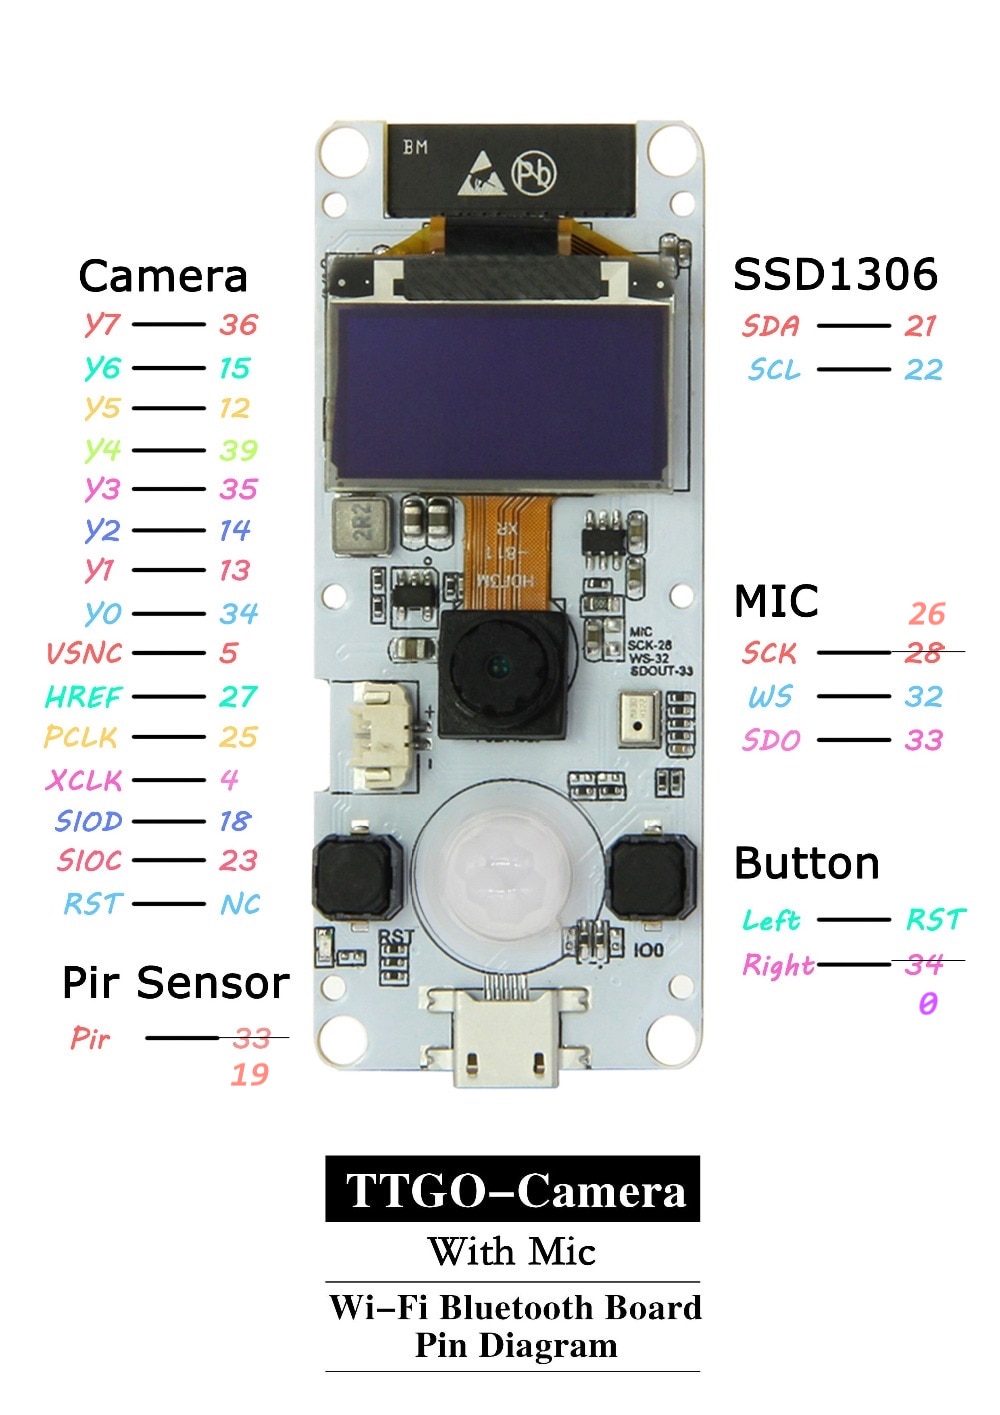 BM
Pb
Camera
Y7 36
Y6 15
Y5 12
Y4 39
Y3 35
Y2 14
Y1 13
Y0 34
VSNC 5
HREF 27
PCLK 25
XCLK 4
SIOD 18
SIOC 23
RST NC
Pir Sensor
Pir 33
19
SSD1306
SDA 21
SCL 22
MIC
26
SCK 28
WS 32
SDO 33
Button
Left RST
Right 34
0
2R2
HDF3M
-811
XR
MIC
SCK-26
WS-32
SDOUT-33
+
-
RST
IO0
TTGO-Camera
With Mic
Wi-Fi Bluetooth Board
Pin Diagram